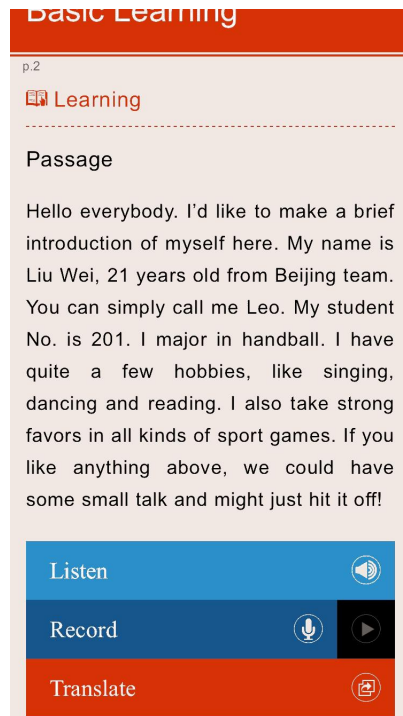 Basic Learning
p.2
Learning
Passage
Hello everybody. I'd like to make a brief
introduction of myself here. My name is
Liu Wei, 21 years old from Beijing team.
You can simply call me Leo. My student
No. is 201. I major in handball. I have
quite a few hobbies, like singing,
dancing and reading. I also take strong
favors in all kinds of sport games. If you
like anything above, we could have
some small talk and might just hit it off!
Listen
Record
Translate